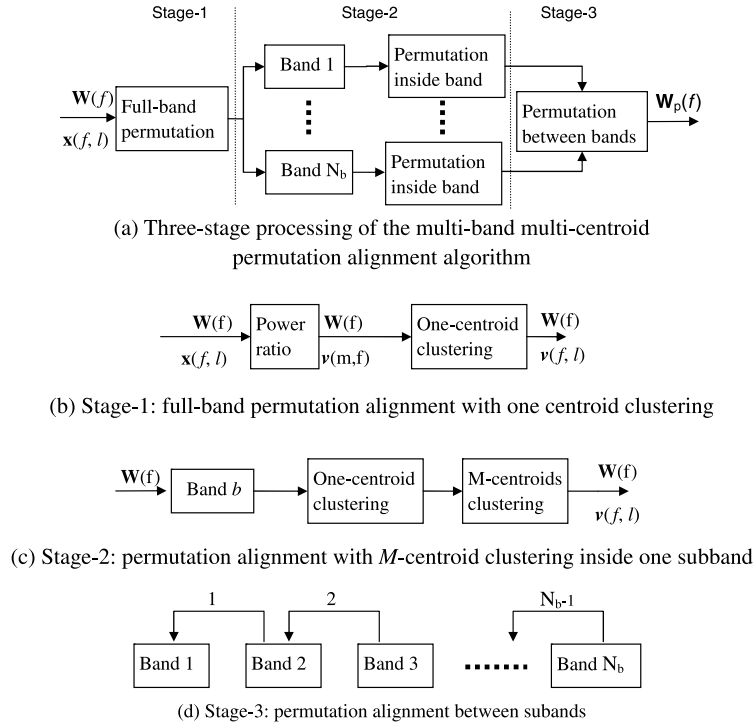 Stage-1
Stage-2
Stage-3
W(f)
x(f, l)
Full-band
permutation
Band 1
Permutation
inside band
Band N_b
Permutation
inside band
Permutation
between bands
W_p(f)
(a) Three-stage processing of the multi-band multi-centroid
permutation alignment algorithm
W(f)
x(f, l)
Power
ratio
W(f)
v(m,f)
One-centroid
clustering
W(f)
v(f, l)
(b) Stage-1: full-band permutation alignment with one centroid clustering
W(f)
Band b
One-centroid
clustering
M-centroids
clustering
W(f)
v(f, l)
(c) Stage-2: permutation alignment with M-centroid clustering inside one subband
1
2
N_b-1
Band 1
Band 2
Band 3
Band N_b
(d) Stage-3: permutation alignment between subands